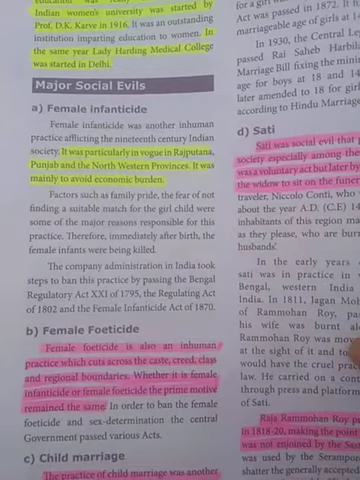 Indian women's university was started by
Prof. D.K. Karve in 1916. It was an outstanding
institution imparting education to women. In
the same year Lady Harding Medical College
was started in Delhi.
Major Social Evils
a) Female infanticide
Female infanticide was another inhuman
practice afflicting the nineteenth century Indian
society. It was particularly in vogue in Rajputana,
Punjab and the North Western Provinces. It was
mainly to avoid economic burden.
Factors such as family pride, the fear of not
finding a suitable match for the girl child were
some of the major reasons responsible for this
practice. Therefore, immediately after birth, the
female infants were being killed.
The company administration in India took
steps to ban this practice by passing the Bengal
Regulatory Act XXI of 1795, the Regulating Act
of 1802 and the Female Infanticide Act of 1870.
b) Female Foeticide
Female foeticide is also an inhuman
practice which cuts across the caste, creed, class
and regional boundaries. Whether it is female
infanticide or female foeticide the prime motive
remained the same. In order to ban the female
foeticide and sex-determination the central
Government passed various Acts.
c) Child marriage
The practice of child marriage was another
for a gir
Act was passed in 1872. It fi
marriageable age of girls at 1
In 1930, the Central Le
passed Rai Saheb Harbil
Marriage Bill fixing the mini
age for boys at 18 and 1
later amended to 18 for girl
according to Hindu Marriage
d) Sati
Sati was social evil that p
society especially among the
was a voluntary act but later by
the widow to sit on the funer
traveler, Niccolo Conti, who
about the year A.D. (C.E) 14
inhabitants of this region ma
as they please, who are burn
husbands'
In the early years
sati was in practice in
Bengal, western India
India. In 1811, Jagan Mo
of Rammohan Roy, pa
his wife was burnt al
Rammohan Roy was mov
at the sight of it and to
would have the cruel prac
law. He carried on a cont
through press and platform
of Sati.
Raja Rammohan Roy p
in 1818-20, making the point
was not enjoined by the Sas
was used by the Serampor
shatter the generally accepted